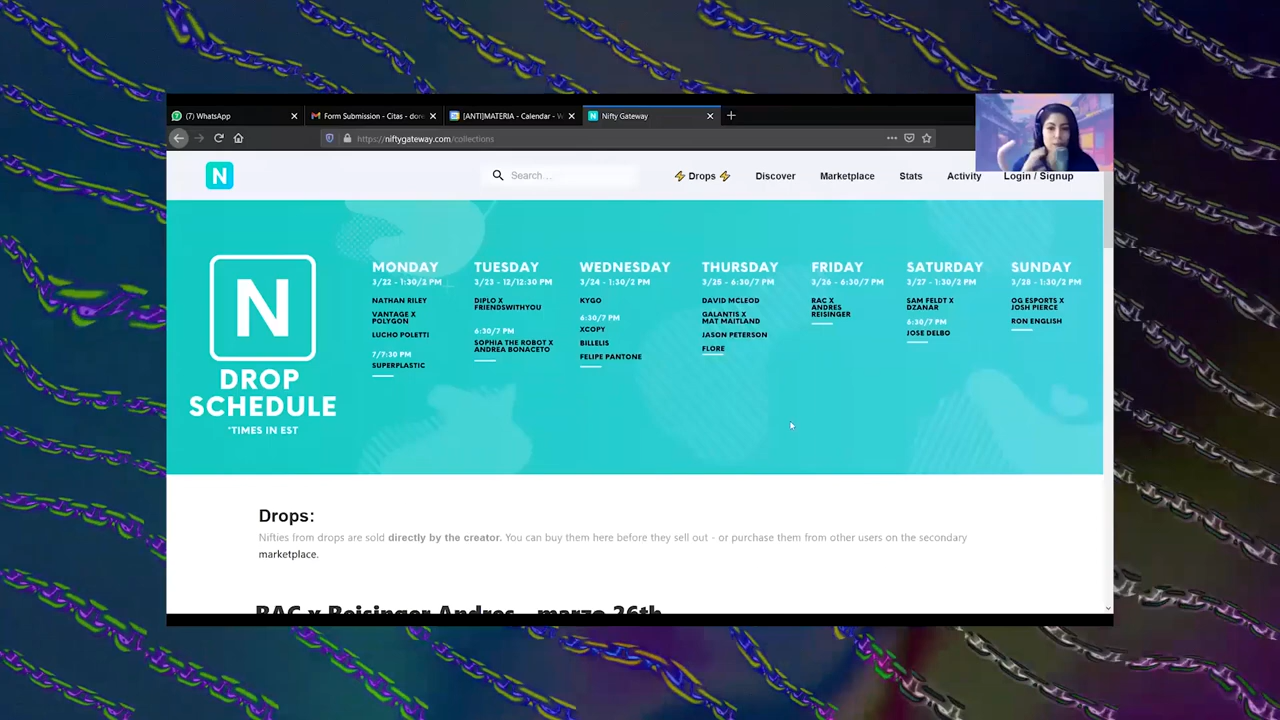 (7) WhatsApp
Form Submission - Citas - dor
[ANTI]MATERIA - Calendar - W
N Nifty Gateway
https://niftygateway.com/collections
N
Search ...
Drops
Discover
Marketplace
Stats
Activity
Login / Signup
N
DROP
SCHEDULE
*TIMES IN EST
MONDAY
3/22 - 1:30/2 PM
NATHAN RILEY
VANTAGE X
POLYGON
LUCHO POLETTI
7/7:30 PM
SUPERPLASTIC
TUESDAY
3/23 - 12/12:30 PM
DIPLO X
FRIENDSWITHYOU
6:30/7 PM
SOPHIA THE ROBOT X
ANDREA BONACETO
WEDNESDAY
3/24 - 1:30/2 PM
KYGO
6:30/7 PM
XCOPY
BILLELIS
FELIPE PANTONE
THURSDAY
3/25 - 6:30/7 PM
DAVID MCLEOD
GALANTIS X
MAT MAITLAND
JASON PETERSON
FLORE
FRIDAY
3/26 - 6:30/7 PM
RAC X
ANDRES
REISINGER
SATURDAY
3/27 - 1:30/2 PM
SAM FELDT X
DZANAR
6:30/7 PM
JOSE DELBO
SUNDAY
3/28 - 1:30/2 PM
OG ESPORTS X
JOSH PIERCE
RON ENGLISH
Drops:
Nifties from drops are sold directly by the creator. You can buy them here before they sell out - or purchase them from other users on the secondary
marketplace.
RAC x Reisinger Andres - marzo 26th